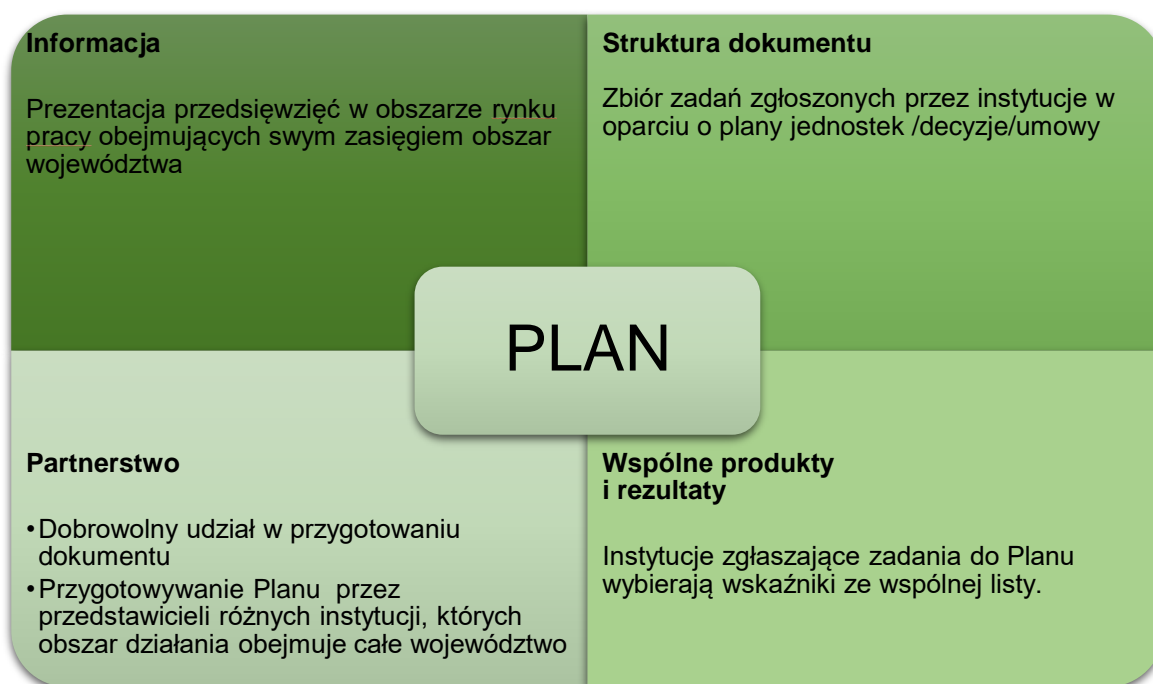 Informacja
Prezentacja przedsięwzięć w obszarze rynku
pracy obejmujących swym zasięgiem obszar
województwa
Struktura dokumentu
Zbiór zadań zgłoszonych przez instytucje w
oparciu o plany jednostek /decyzje/umowy
PLAN
Partnerstwo
•Dobrowolny udział w przygotowaniu
dokumentu
•Przygotowywanie Planu  przez
przedstawicieli różnych instytucji, których
obszar działania obejmuje całe województwo
Wspólne produkty
i rezultaty
Instytucje zgłaszające zadania do Planu
wybierają wskaźniki ze wspólnej listy.